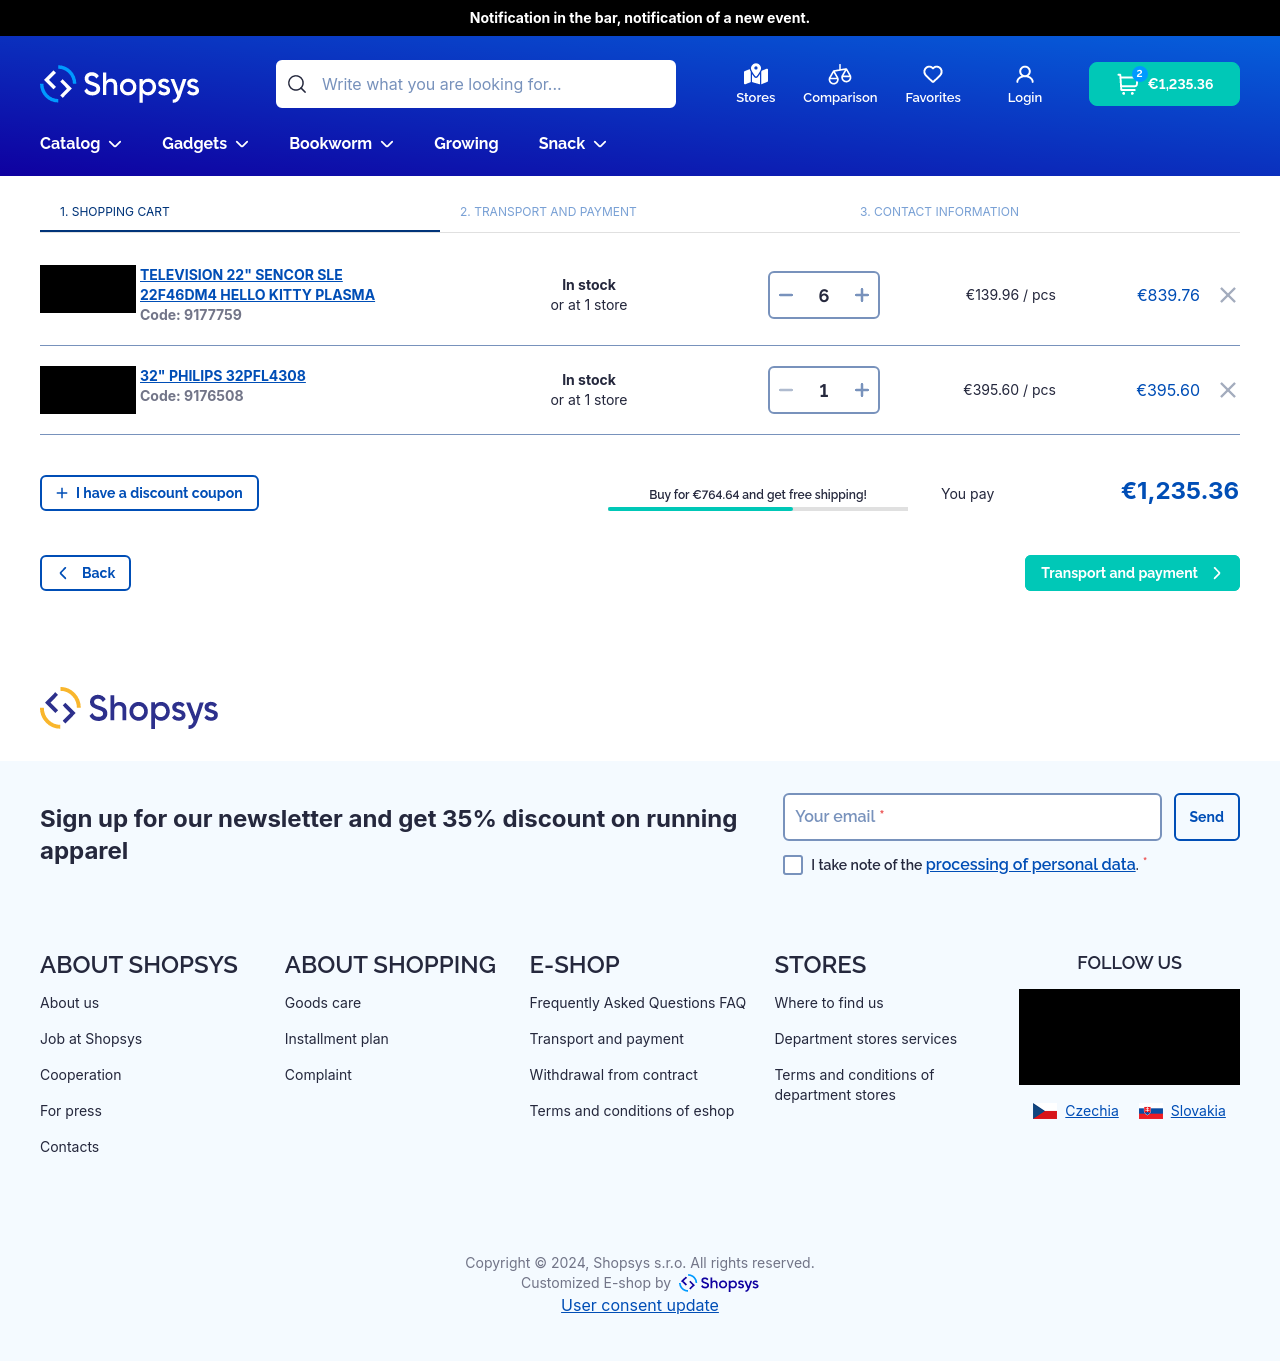 Notification in the bar, notification of a new event.
Shopsys
Write what you are looking for...
Stores
Comparison
Favorites
Login
2
€1,235.36
Catalog
Gadgets
Bookworm
Growing
Snack
1. SHOPPING CART
2. TRANSPORT AND PAYMENT
3. CONTACT INFORMATION
TELEVISION 22" SENCOR SLE
22F46DM4 HELLO KITTY PLASMA
Code: 9177759
In stock
or at 1 store
6
€139.96 / pcs
€839.76
32" PHILIPS 32PFL4308
Code: 9176508
In stock
or at 1 store
1
€395.60 / pcs
€395.60
I have a discount coupon
Buy for €764.64 and get free shipping!
You pay
€1,235.36
Back
Transport and payment
Shopsys
Sign up for our newsletter and get 35% discount on running
apparel
Your email *
Send
I take note of the processing of personal data. *
ABOUT SHOPSYS
About us
Job at Shopsys
Cooperation
For press
Contacts
ABOUT SHOPPING
Goods care
Installment plan
Complaint
E-SHOP
Frequently Asked Questions FAQ
Transport and payment
Withdrawal from contract
Terms and conditions of eshop
STORES
Where to find us
Department stores services
Terms and conditions of
department stores
FOLLOW US
Czechia
Slovakia
Copyright © 2024, Shopsys s.r.o. All rights reserved.
Customized E-shop by Shopsys
User consent update